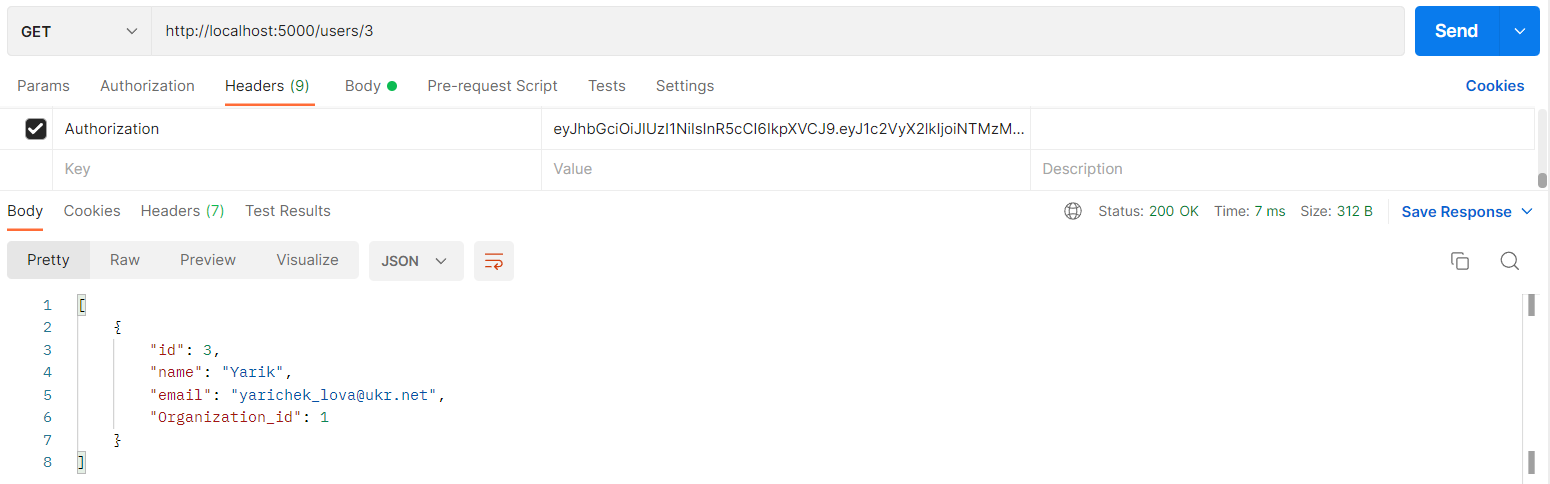 GET http://localhost:5000/users/3 Send
Params Authorization Headers (9) Body Pre-request Script Tests Settings Cookies
Authorization eyJhbGciOiJIUzI1NiIsInR5cCI6IkpXVCJ9.eyJ1c2VyX2lkIjoiNTMzM...
Key Value Description
Body Cookies Headers (7) Test Results Status: 200 OK Time: 7 ms Size: 312 B Save Response
Pretty Raw Preview Visualize JSON
1 [
2 {
3 "id": 3,
4 "name": "Yarik",
5 "email": "yarichek_lova@ukr.net",
6 "Organization_id": 1
7 }
8 ]